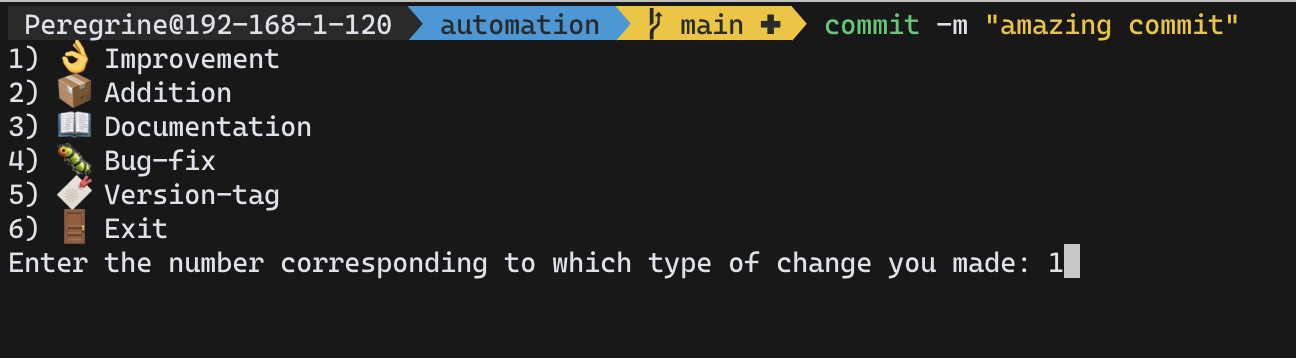 Peregrine@192-168-1-120 automation main ✚ commit -m "amazing commit"
1) 👌 Improvement
2) 📦 Addition
3) 📖 Documentation
4) 🐛 Bug-fix
5) 🔖 Version-tag
6) 🚪 Exit
Enter the number corresponding to which type of change you made: 1